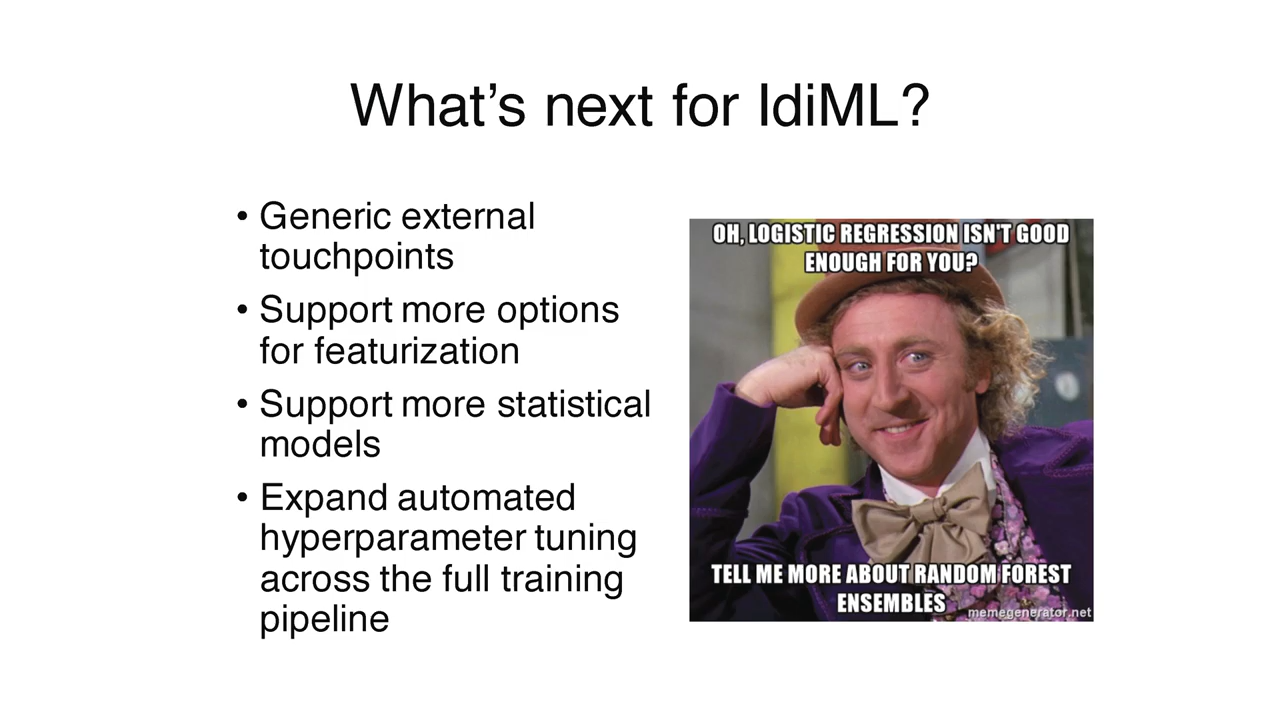 What’s next for IdiML?
• Generic external
touchpoints
• Support more options
for featurization
• Support more statistical
models
• Expand automated
hyperparameter tuning
across the full training
pipeline
OH, LOGISTIC REGRESSION ISN'T GOOD
ENOUGH FOR YOU?
TELL ME MORE ABOUT RANDOM FOREST
ENSEMBLES
memegenerator.net